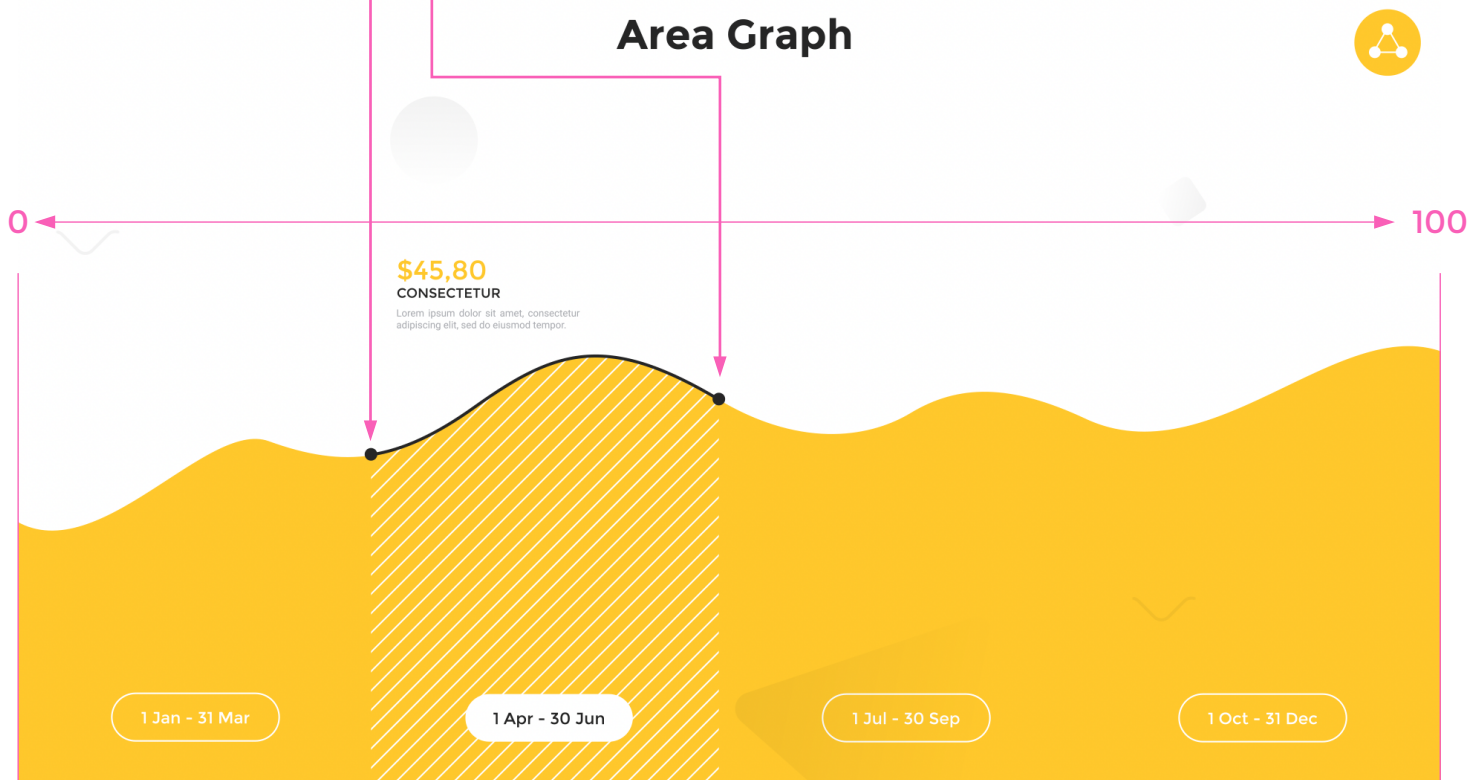 Area Graph
0
100
$45,80
CONSECTETUR
Lorem ipsum dolor sit amet, consectetur
adipiscing elit, sed do eiusmod tempor.
1 Jan - 31 Mar
1 Apr - 30 Jun
1 Jul - 30 Sep
1 Oct - 31 Dec